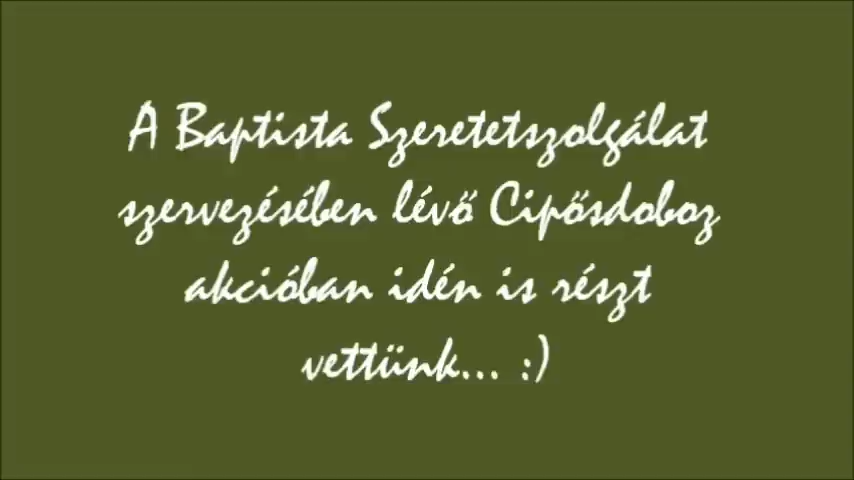 A Baptista Szeretetszolgálat
szervezésében lévő Cipősdoboz
akcióban idén is részt
vettünk... :)